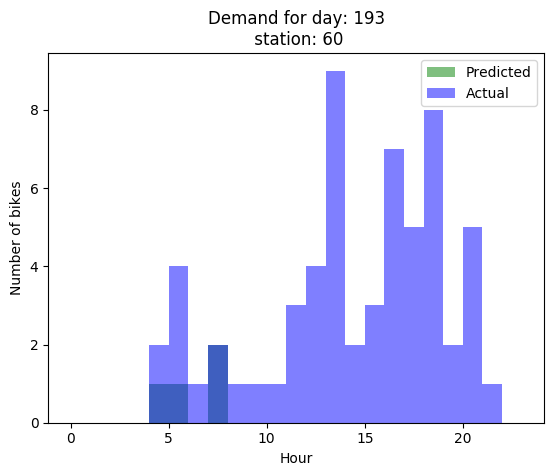 Demand for day: 193
station: 60
Predicted
Actual
Number of bikes
8
6
4
2
0
0 5 10 15 20
Hour